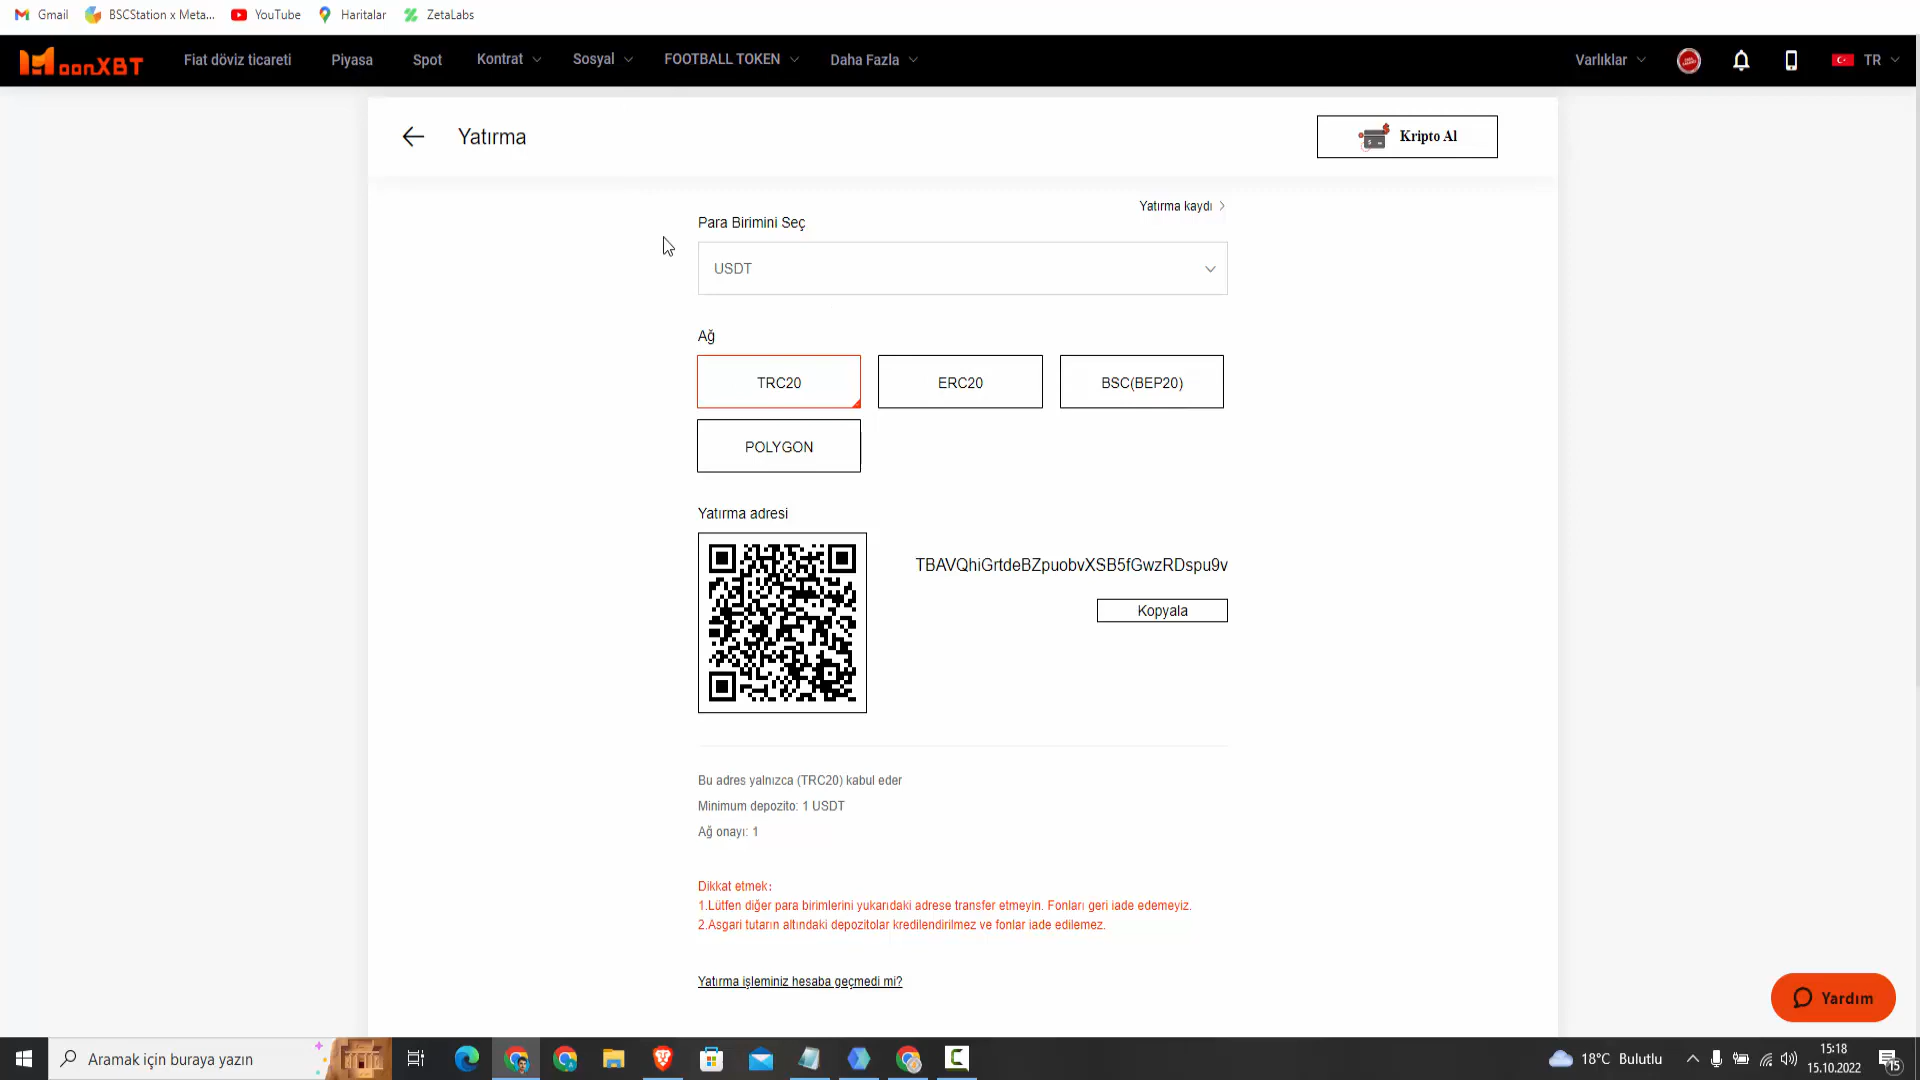 Gmail
BSCStation x Meta...
YouTube
Haritalar
ZetaLabs
MoonXBT
Fiat döviz ticareti
Piyasa
Spot
Kontrat
Sosyal
FOOTBALL TOKEN
Daha Fazla
Varlıklar
TR
Yatırma
Kripto Al
Yatırma kaydı
Para Birimini Seç
USDT
Ağ
TRC20
ERC20
BSC(BEP20)
POLYGON
Yatırma adresi
TBAVQhiGrtdeBZpuobvXSB5fGwzRDspu9v
Kopyala
Bu adres yalnızca (TRC20) kabul eder
Minimum depozito: 1 USDT
Ağ onayı: 1
Dikkat etmek:
1.Lütfen diğer para birimlerini yukarıdaki adrese transfer etmeyin. Fonları geri iade edemeyiz.
2.Asgari tutarın altındaki depozitolar kredilendirilmez ve fonlar iade edilemez.
Yatırma işleminiz hesaba geçmedi mi?
Yardım
Aramak için buraya yazın
18°C Bulutlu
15:18
15.10.2022
15